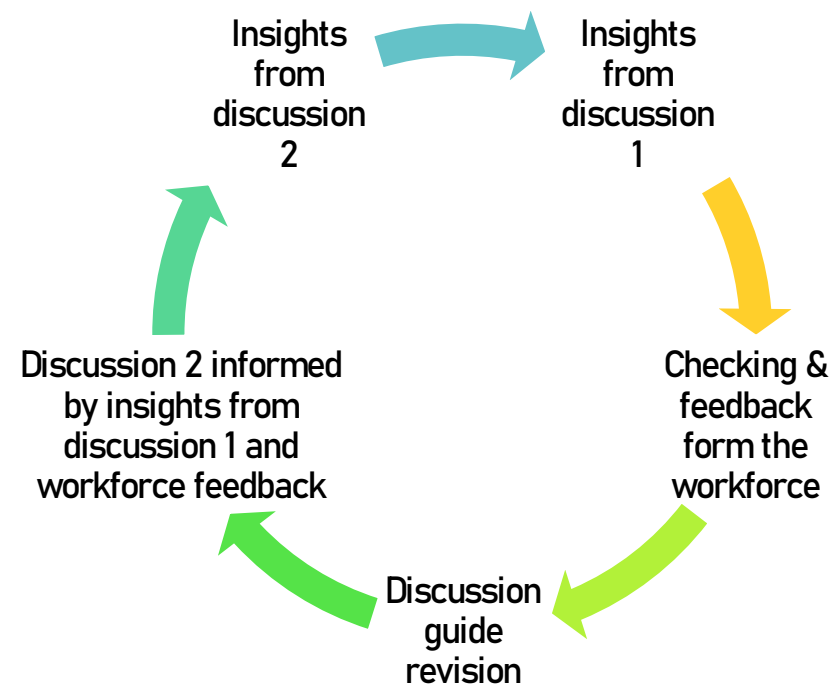 Insights
from
discussion
2
Insights
from
discussion
1
Checking &
feedback
form the
workforce
Discussion
guide
revision
Discussion 2 informed
by insights from
discussion 1 and
workforce feedback